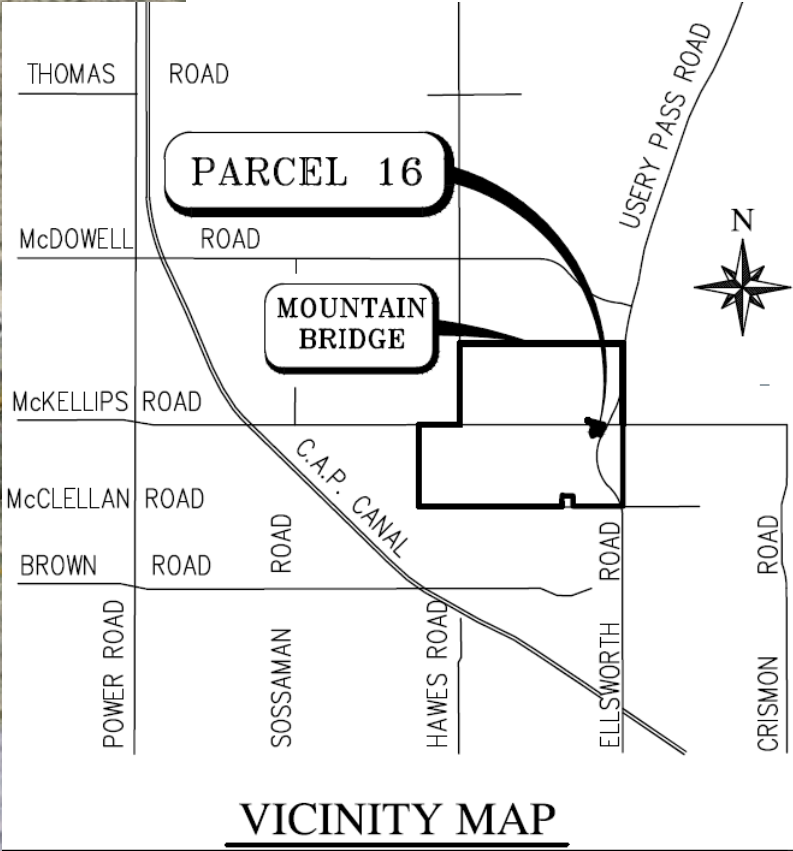 THOMAS ROAD
USERY PASS ROAD
PARCEL 16
N
McDOWELL ROAD
MOUNTAIN
BRIDGE
McKELLIPS ROAD
C.A.P. CANAL
McCLELLAN ROAD
BROWN ROAD
POWER ROAD
SOSSAMAN ROAD
HAWES ROAD
ELLSWORTH ROAD
CRISMON ROAD
VICINITY MAP